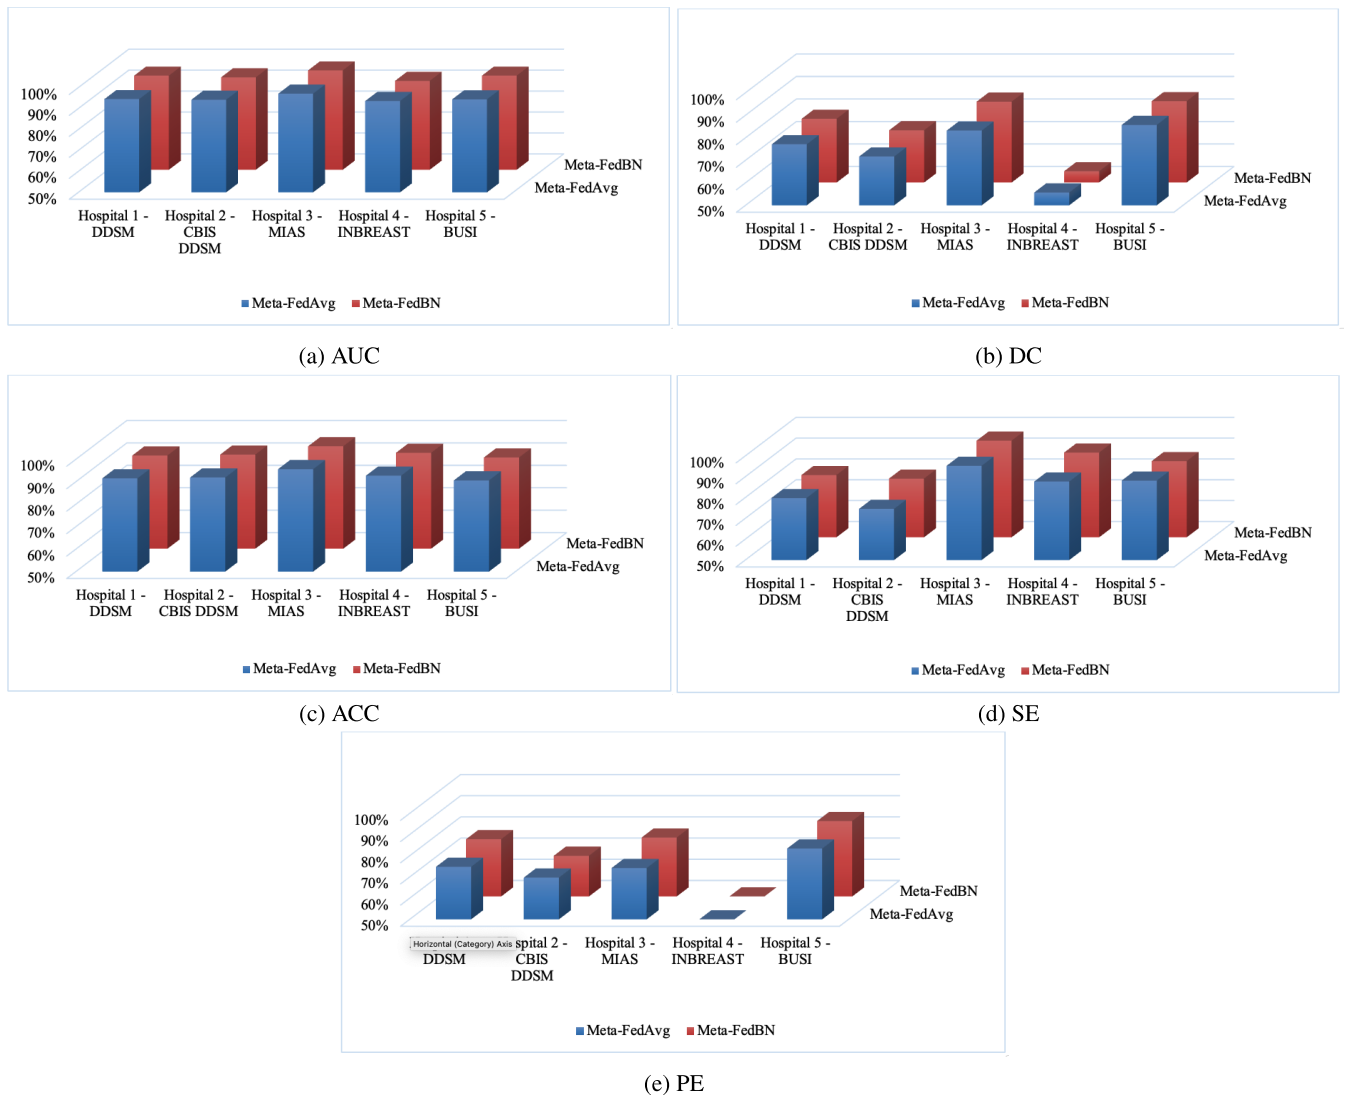 100%
90%
80%
70%
60%
50%
Meta-FedBN
Meta-FedAvg
Hospital 1 -
DDSM
Hospital 2 -
CBIS
DDSM
Hospital 3 -
MIAS
Hospital 4 -
INBREAST
Hospital 5 -
BUSI
Meta-FedAvg Meta-FedBN
(a) AUC
100%
90%
80%
70%
60%
50%
Meta-FedBN
Meta-FedAvg
Hospital 1 -
DDSM
Hospital 2 -
CBIS DDSM
Hospital 3 -
MIAS
Hospital 4 -
INBREAST
Hospital 5 -
BUSI
Meta-FedAvg Meta-FedBN
(b) DC
100%
90%
80%
70%
60%
50%
Meta-FedBN
Meta-FedAvg
Hospital 1 -
DDSM
Hospital 2 -
CBIS DDSM
Hospital 3 -
MIAS
Hospital 4 -
INBREAST
Hospital 5 -
BUSI
Meta-FedAvg Meta-FedBN
(c) ACC
100%
90%
80%
70%
60%
50%
Meta-FedBN
Meta-FedAvg
Hospital 1 -
DDSM
Hospital 2 -
CBIS
DDSM
Hospital 3 -
MIAS
Hospital 4 -
INBREAST
Hospital 5 -
BUSI
Meta-FedAvg Meta-FedBN
(d) SE
100%
90%
80%
70%
60%
50%
Meta-FedBN
Meta-FedAvg
Horizontal (Category) Axis
DDSM
spital 2 -
CBIS
DDSM
Hospital 3 -
MIAS
Hospital 4 -
INBREAST
Hospital 5 -
BUSI
Meta-FedAvg Meta-FedBN
(e) PE